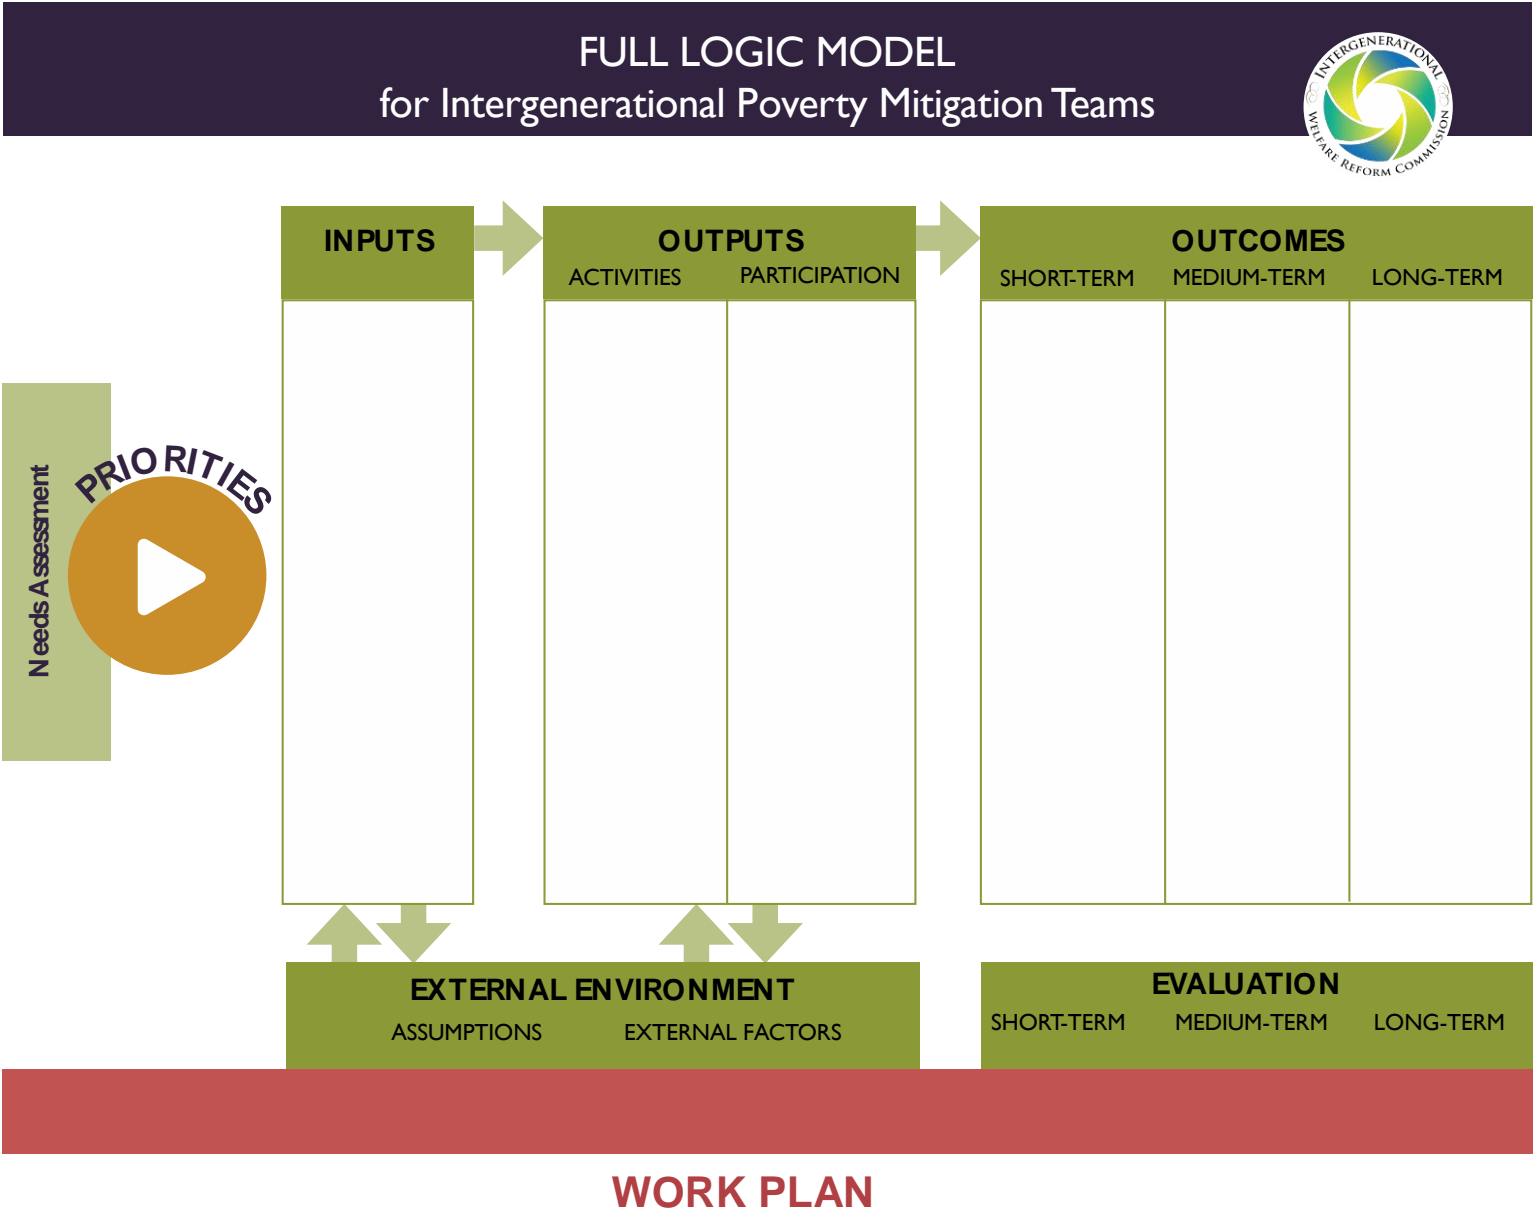 FULL LOGIC MODEL
for Intergenerational Poverty Mitigation Teams
INTERGENERATIONAL
WELFARE REFORM COMMISSION
INPUTS
OUTPUTS
ACTIVITIES PARTICIPATION
OUTCOMES
SHORT-TERM MEDIUM-TERM LONG-TERM
Needs Assessment
PRIORITIES
EXTERNAL ENVIRONMENT
ASSUMPTIONS EXTERNAL FACTORS
EVALUATION
SHORT-TERM MEDIUM-TERM LONG-TERM
WORK PLAN